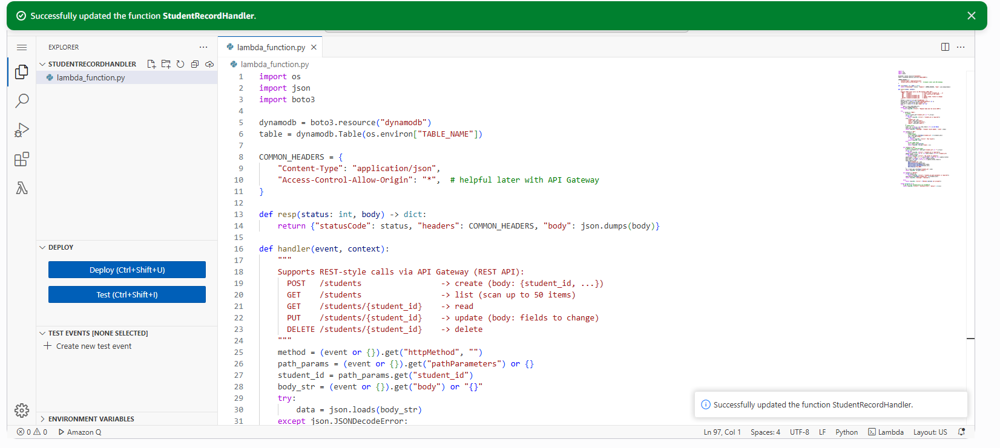 Successfully updated the function StudentRecordHandler.
EXPLORER
STUDENTRECORDHANDLER
lambda_function.py
DEPLOY
Deploy (Ctrl+Shift+U)
Test (Ctrl+Shift+I)
TEST EVENTS [NONE SELECTED]
Create new test event
ENVIRONMENT VARIABLES
lambda_function.py
lambda_function.py
1 import os
2 import json
3 import boto3
4
5 dynamodb = boto3.resource("dynamodb")
6 table = dynamodb.Table(os.environ["TABLE_NAME"])
7
8 COMMON_HEADERS = {
9     "Content-Type": "application/json",
10     "Access-Control-Allow-Origin": "*",  # helpful later with API Gateway
11 }
12
13 def resp(status: int, body) -> dict:
14     return {"statusCode": status, "headers": COMMON_HEADERS, "body": json.dumps(body)}
15
16 def handler(event, context):
17     """
18     Supports REST-style calls via API Gateway (REST API):
19       POST   /students                 -> create (body: {student_id, ...})
20       GET    /students                 -> list (scan up to 50 items)
21       GET    /students/{student_id}    -> read
22       PUT    /students/{student_id}    -> update (body: fields to change)
23       DELETE /students/{student_id}    -> delete
24     """
25     method = (event or {}).get("httpMethod", "")
26     path_params = (event or {}).get("pathParameters") or {}
27     student_id = path_params.get("student_id")
28     body_str = (event or {}).get("body") or "{}"
29     try:
30         data = json.loads(body_str)
31     except json.JSONDecodeError:
Successfully updated the function StudentRecordHandler.
0 0 Amazon Q
Ln 97, Col 1 Spaces: 4 UTF-8 LF Python Lambda Layout: US